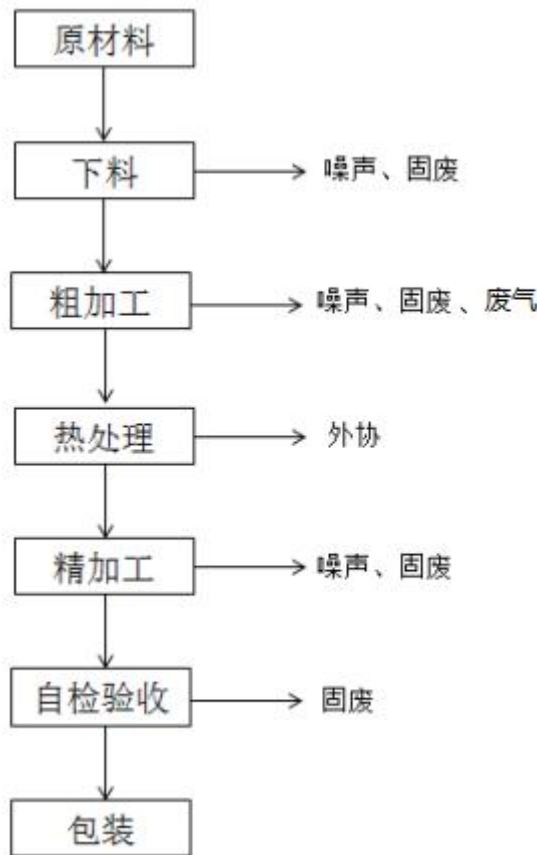 原材料
下料
噪声、固废
粗加工
噪声、固废、废气
热处理
外协
精加工
噪声、固废
自检验收
固废
包装